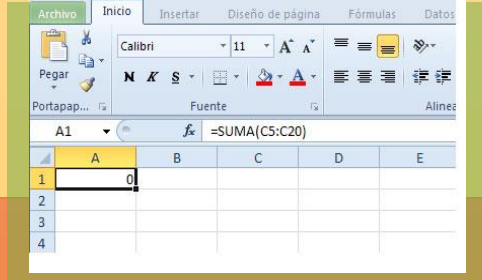 Archivo Inicio Insertar Diseño de página Fórmulas Datos
Calibri 11 A A
Pegar N K S A
Portapap... Fuente Alinea
A1 fx =SUMA(C5:C20)
A B C D E
1 0
2
3
4